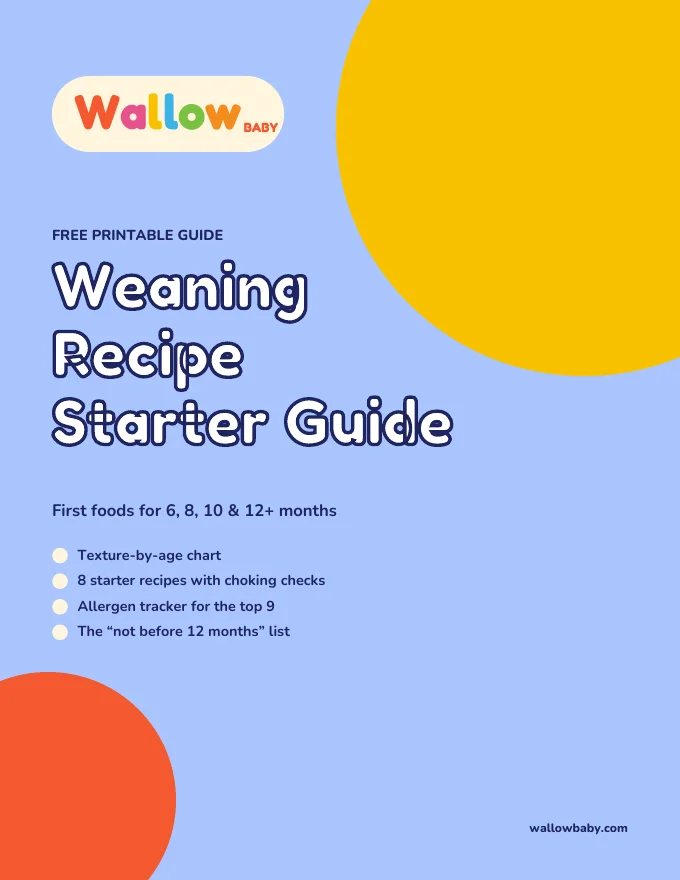 Wallow
BABY
FREE PRINTABLE GUIDE
Weaning
Recipe
Starter Guide
First foods for 6, 8, 10 & 12+ months
Texture-by-age chart
8 starter recipes with choking checks
Allergen tracker for the top 9
The “not before 12 months” list
wallowbaby.com